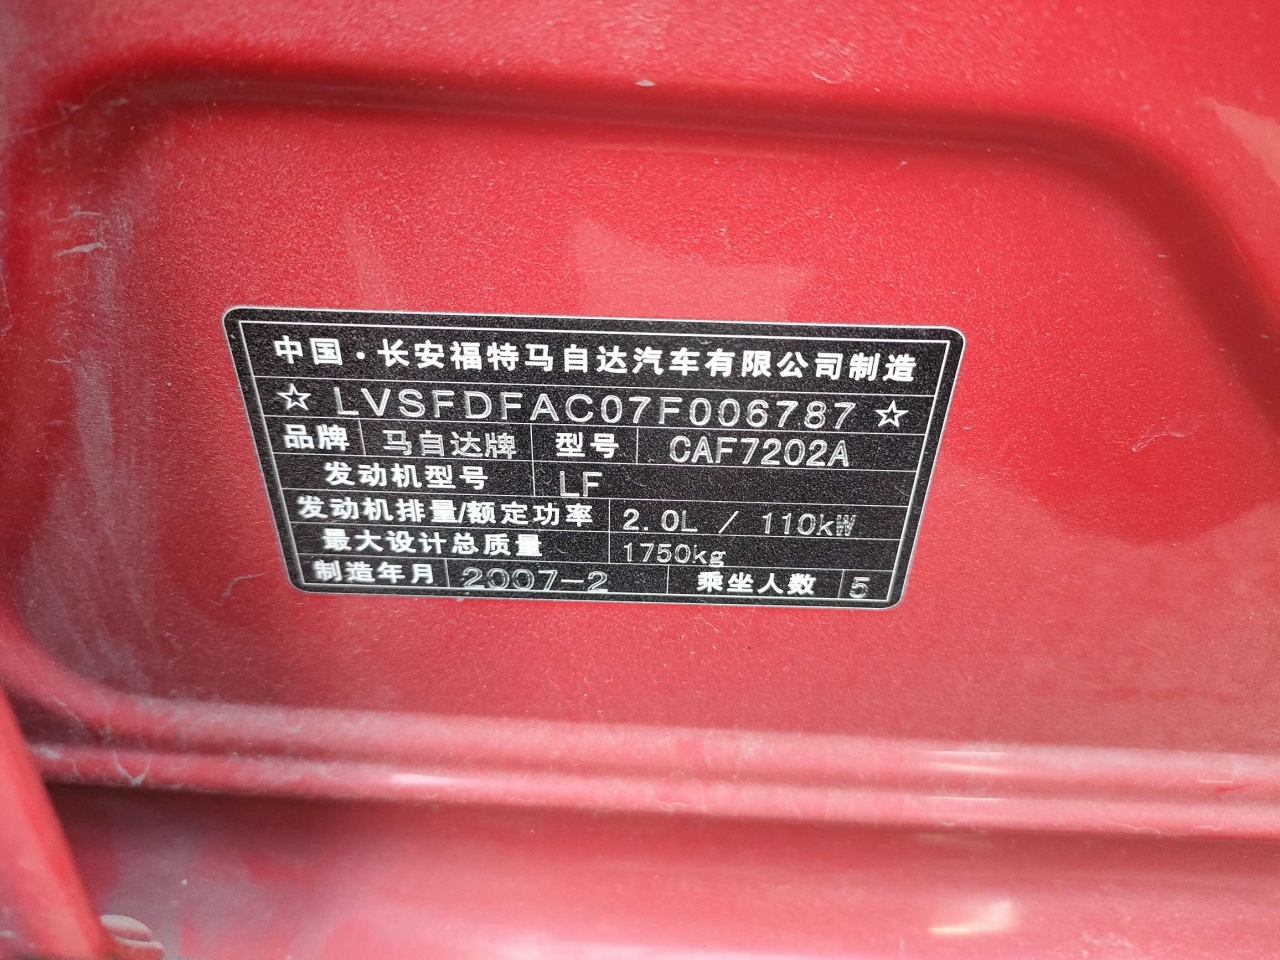 中国·长安福特马自达汽车有限公司制造
☆LVSFDFAC07F006787☆
品牌 马自达牌 型号 CAF7202A
发动机型号 LF
发动机排量/额定功率 2.0L / 110kW
最大设计总质量 1750kg
制造年月 2007-2 乘坐人数 5